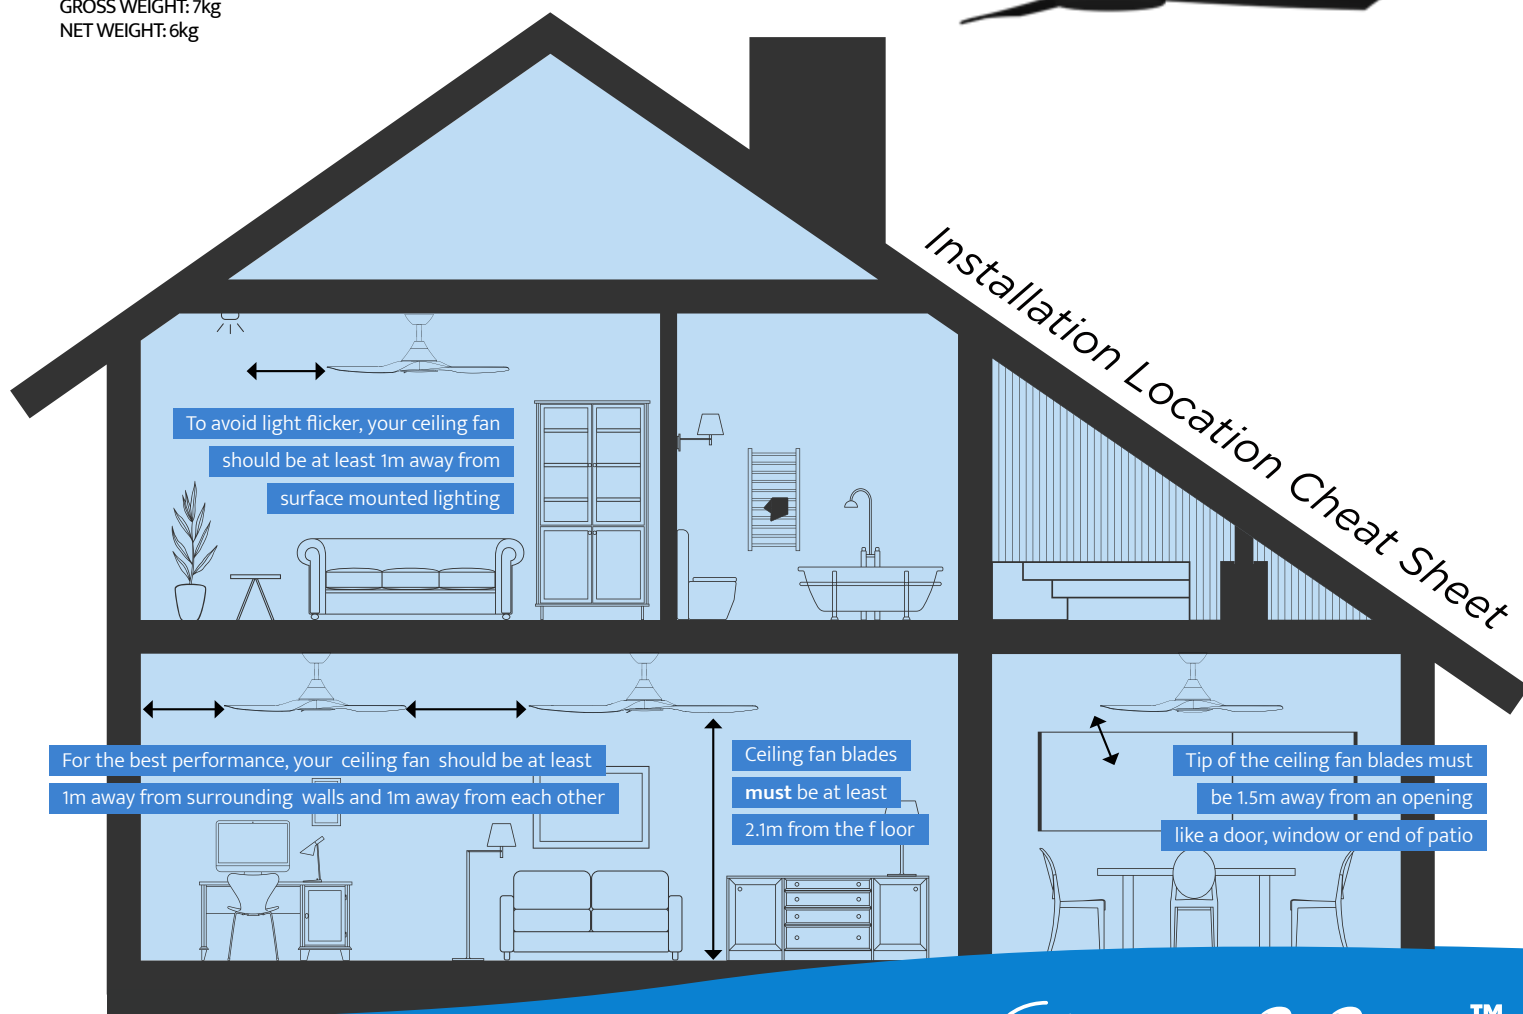 GROSS WEIGHT: 7kg
NET WEIGHT: 6kg
Installation Location Cheat Sheet
To avoid light flicker, your ceiling fan
should be at least 1m away from
surface mounted lighting
For the best performance, your ceiling fan should be at least
1m away from surrounding walls and 1m away from each other
Ceiling fan blades
must be at least
2.1m from the f loor
Tip of the ceiling fan blades must
be 1.5m away from an opening
like a door, window or end of patio
TM